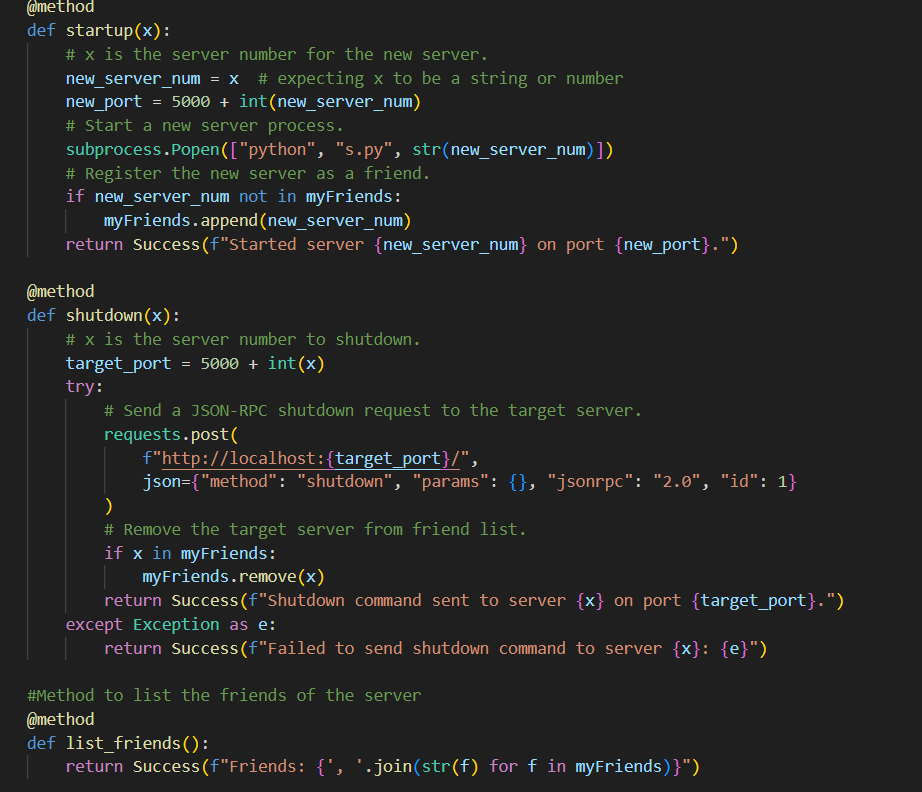 @method
def startup(x):
    # x is the server number for the new server.
    new_server_num = x  # expecting x to be a string or number
    new_port = 5000 + int(new_server_num)
    # Start a new server process.
    subprocess.Popen(["python", "s.py", str(new_server_num)])
    # Register the new server as a friend.
    if new_server_num not in myFriends:
        myFriends.append(new_server_num)
    return Success(f"Started server {new_server_num} on port {new_port}.")

@method
def shutdown(x):
    # x is the server number to shutdown.
    target_port = 5000 + int(x)
    try:
        # Send a JSON-RPC shutdown request to the target server.
        requests.post(
            f"http://localhost:{target_port}/",
            json={"method": "shutdown", "params": {}, "jsonrpc": "2.0", "id": 1}
        )
        # Remove the target server from friend list.
        if x in myFriends:
            myFriends.remove(x)
        return Success(f"Shutdown command sent to server {x} on port {target_port}.")
    except Exception as e:
        return Success(f"Failed to send shutdown command to server {x}: {e}")

#Method to list the friends of the server
@method
def list_friends():
    return Success(f"Friends: {', '.join(str(f) for f in myFriends)}")